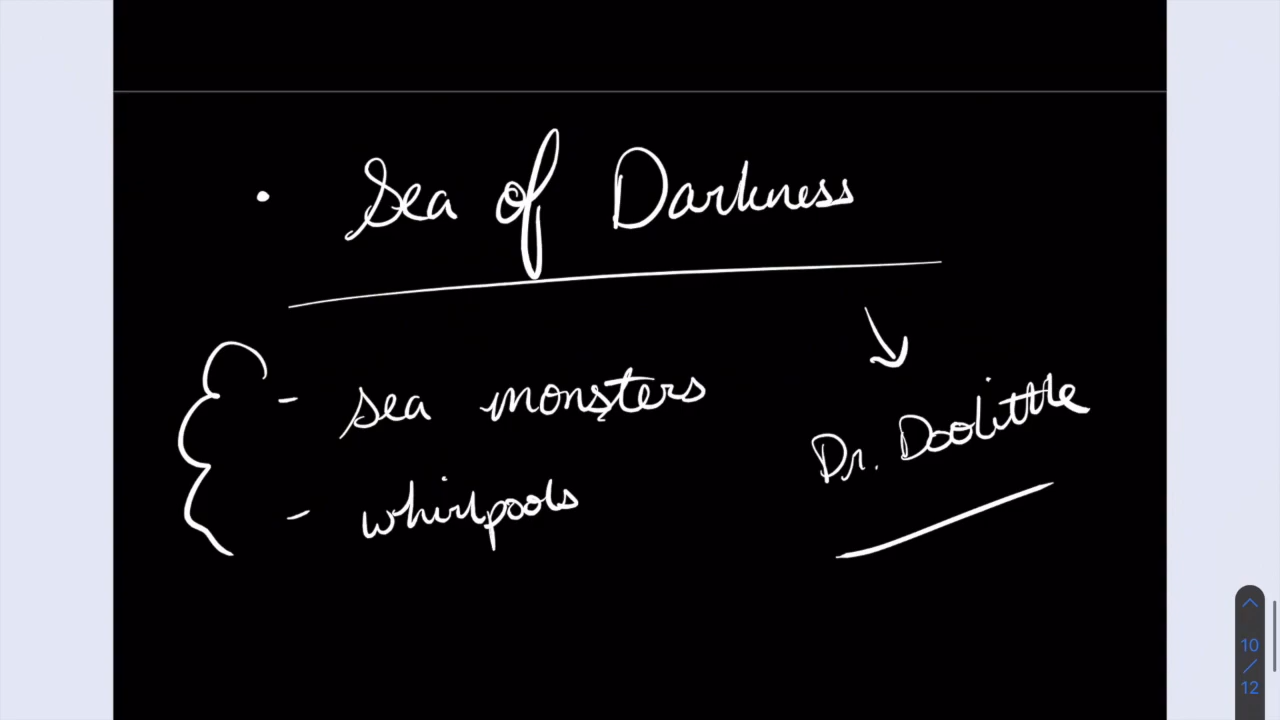 • Sea of Darkness
- sea monsters
- whirlpools
↓ Dr. Doolittle
10
/
12